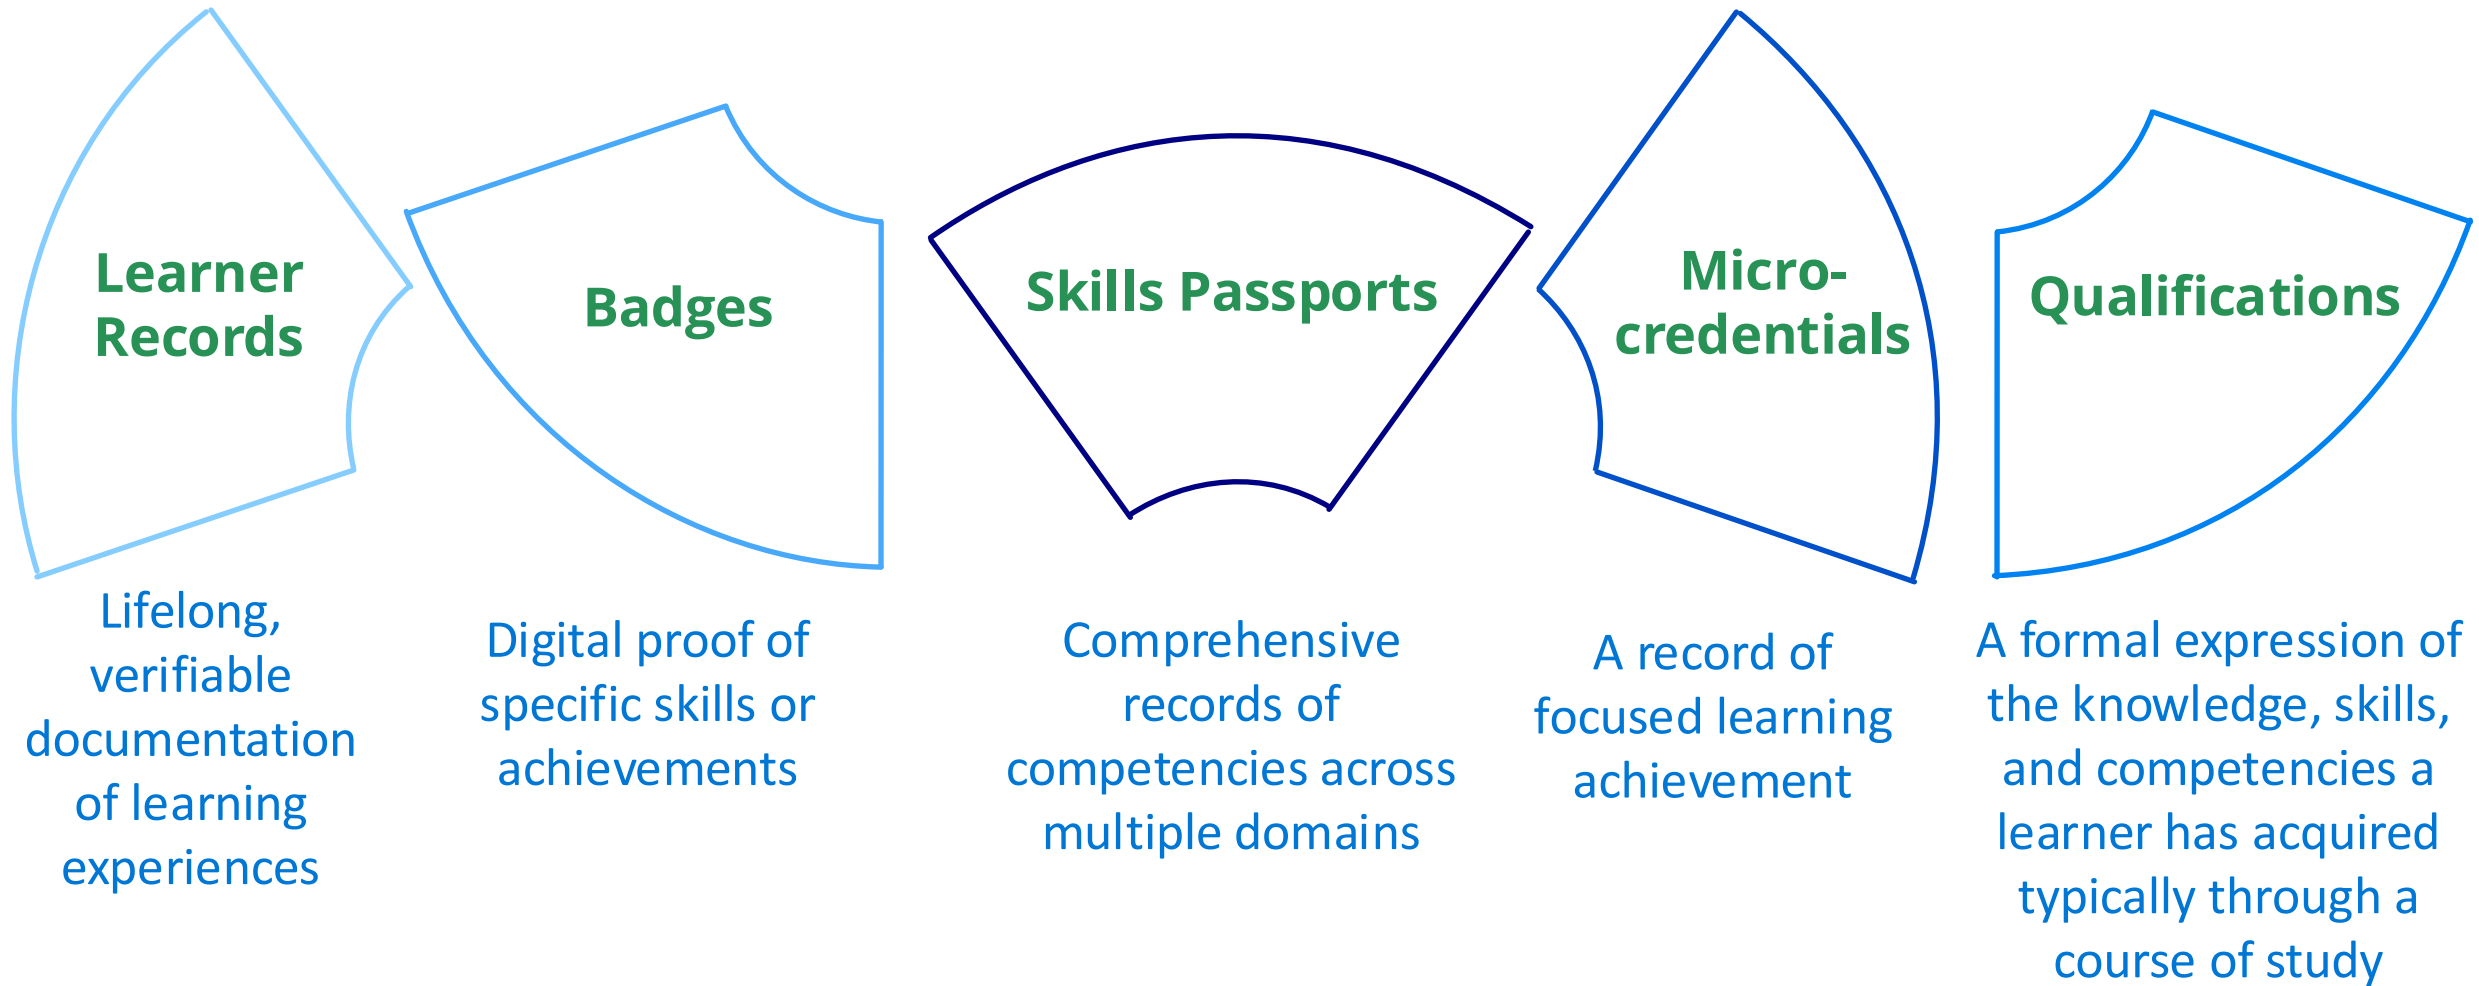 Learner
Records
Lifelong,
verifiable
documentation
of learning
experiences
Badges
Digital proof of
specific skills or
achievements
Skills Passports
Comprehensive
records of
competencies across
multiple domains
Micro-
credentials
A record of
focused learning
achievement
Qualifications
A formal expression of
the knowledge, skills,
and competencies a
learner has acquired
typically through a
course of study